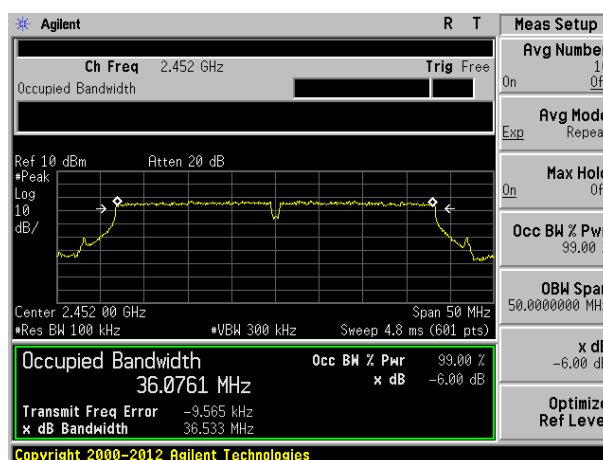 Agilent R T
Ch Freq 2.452 GHz Trig Free
Occupied Bandwidth
Ref 10 dBm Atten 20 dB
#Peak
Log
10
dB/
Center 2.452 00 GHz Span 50 MHz
#Res BW 100 kHz #VBW 300 kHz Sweep 4.8 ms (601 pts)
Occupied Bandwidth Occ BW % Pwr 99.00 %
36.0761 MHz x dB -6.00 dB
Transmit Freq Error -9.565 kHz
x dB Bandwidth 36.533 MHz
Copyright 2000-2012 Agilent Technologies
Meas Setup
Avg Number
10
On Of
Avg Mode
Exp Repea
Max Hold
On Of
Occ BW % Pwr
99.00
OBW Span
50.0000000 MH
x dB
-6.00 d
Optimize
Ref Leve